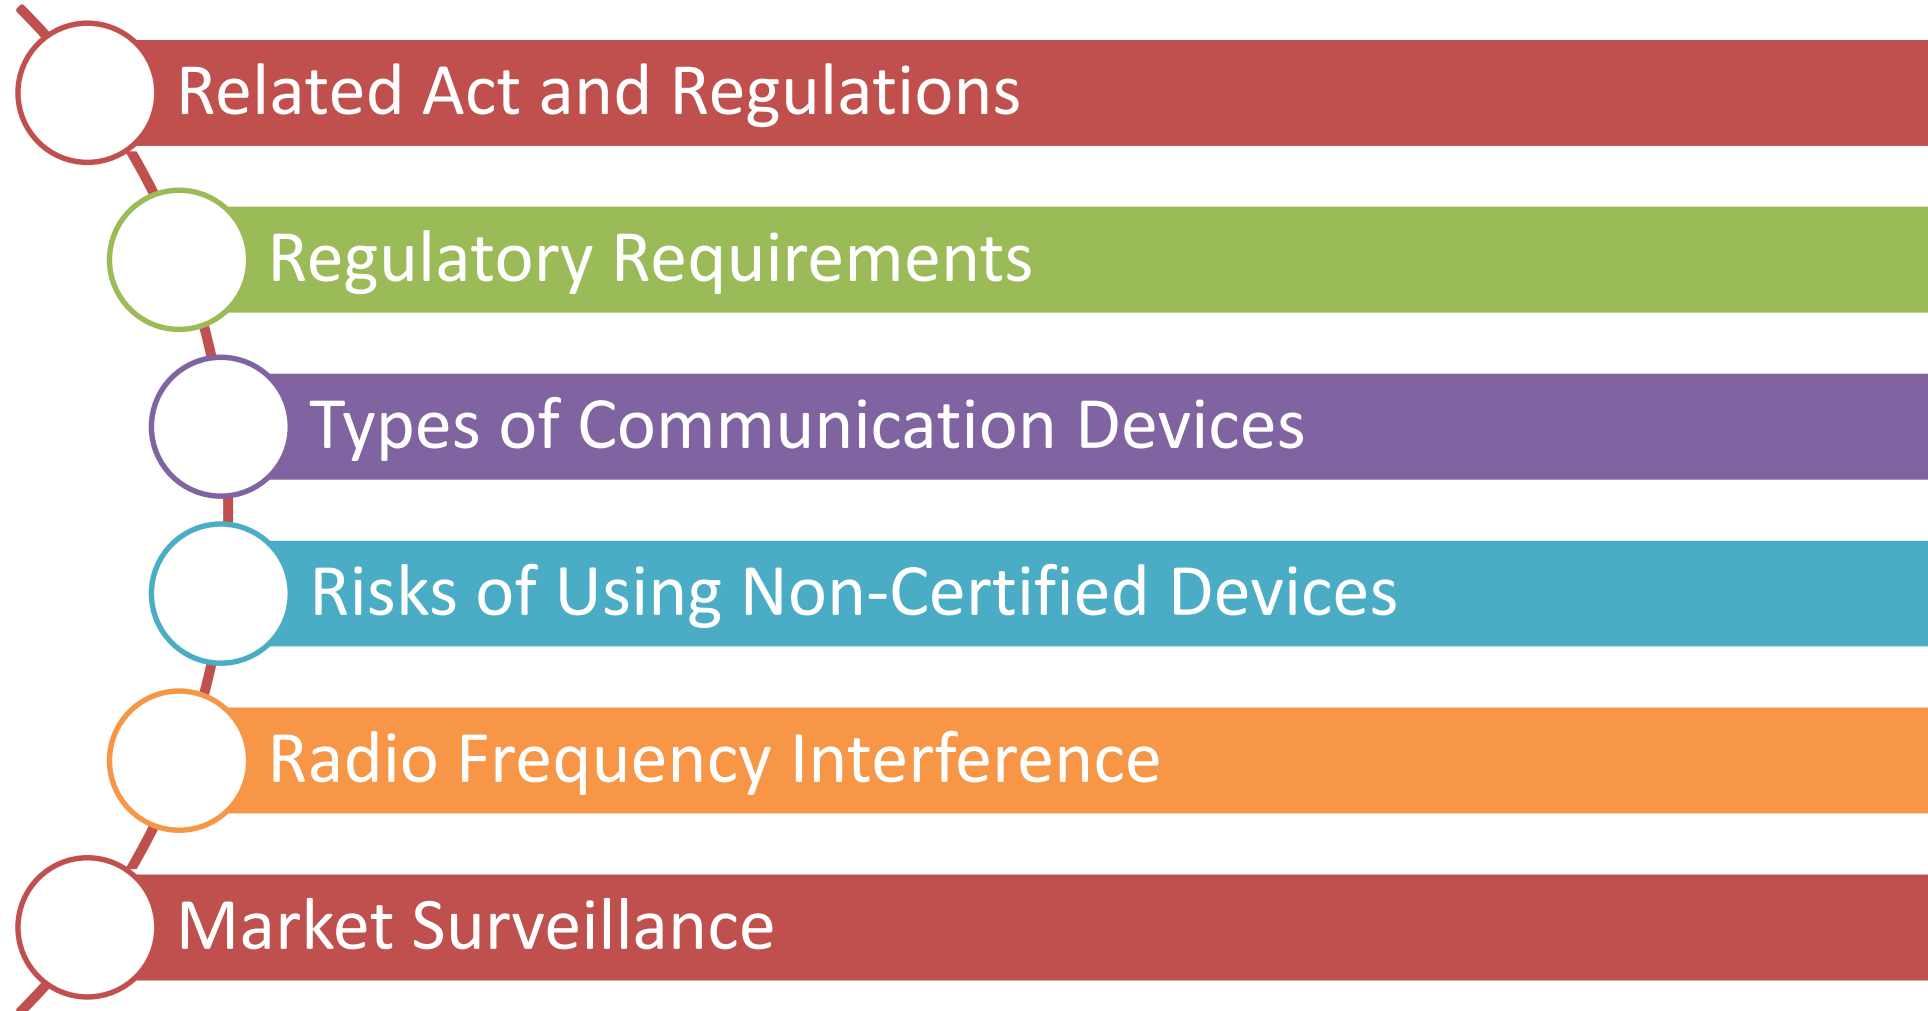 Related Act and Regulations
Regulatory Requirements
Types of Communication Devices
Risks of Using Non-Certified Devices
Radio Frequency Interference
Market Surveillance